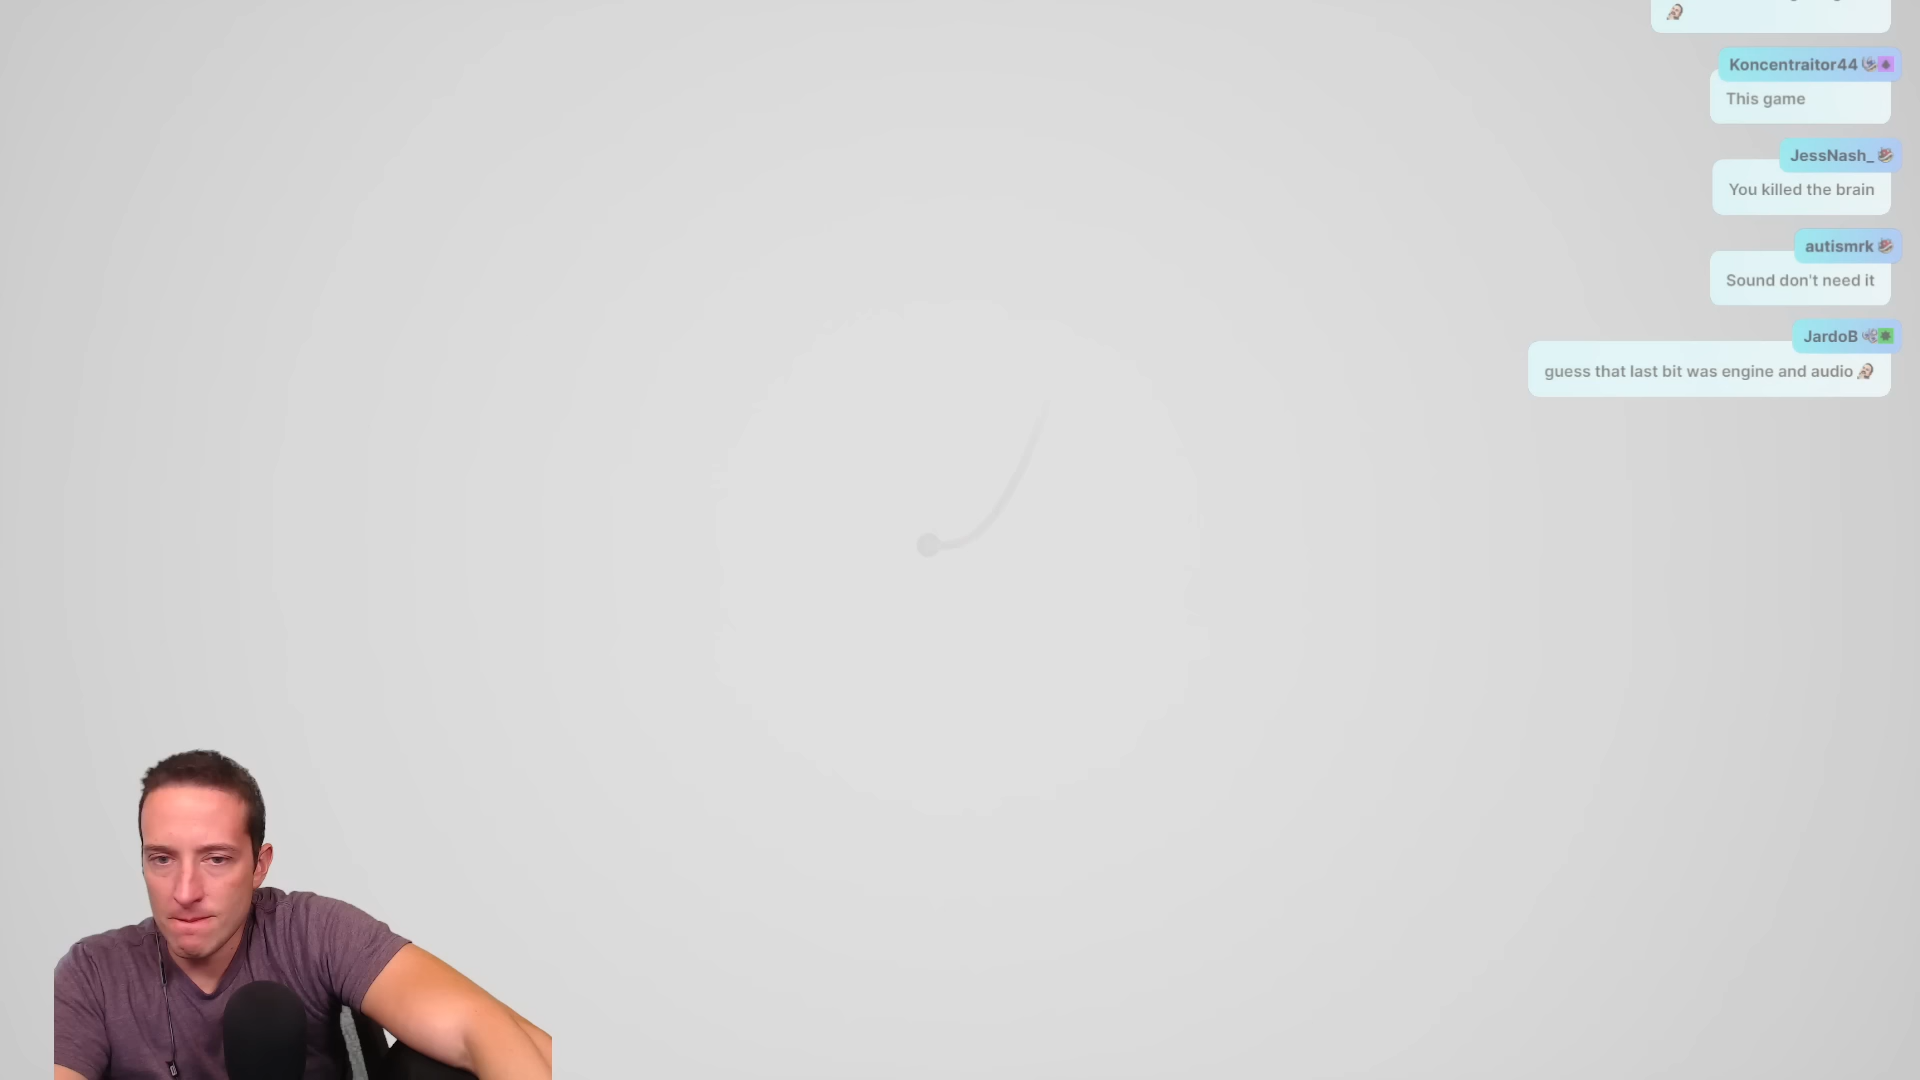 Koncentraitor44
This game
JessNash_
You killed the brain
autismrk
Sound don't need it
JardoB
guess that last bit was engine and audio